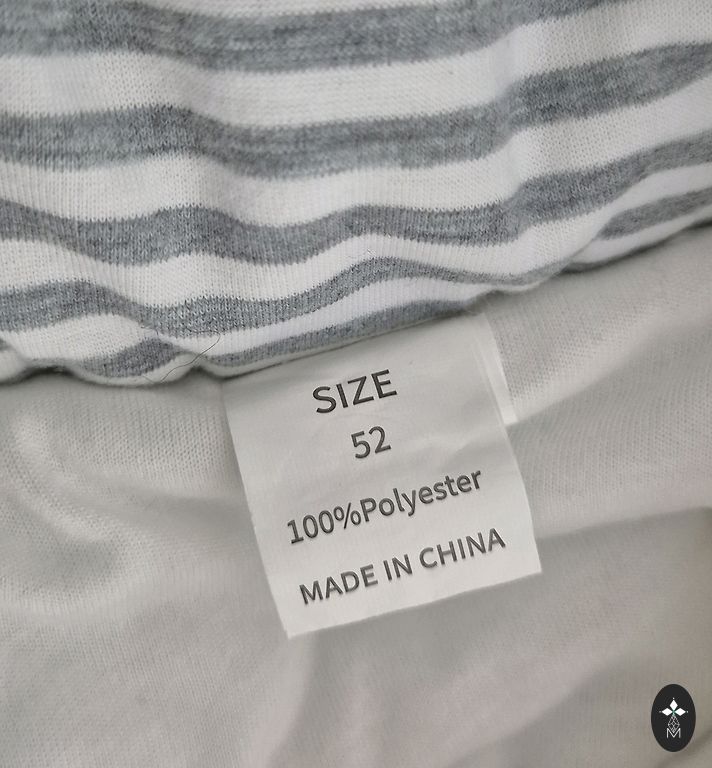 SIZE
52
100%Polyester
MADE IN CHINA
M